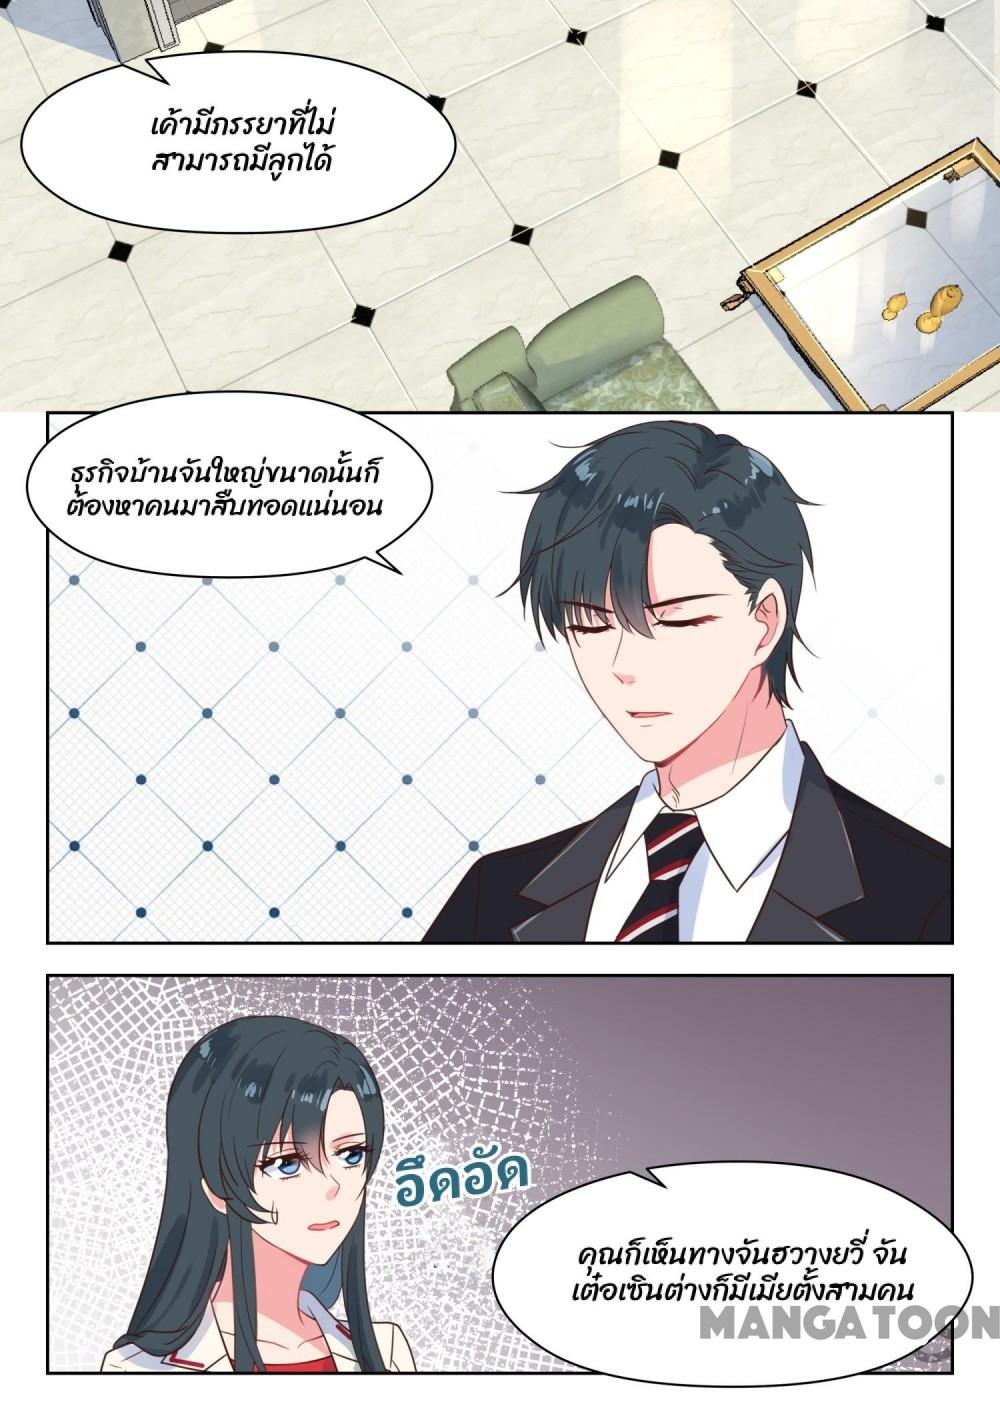 เค้ามีภรรยาที่ไม่
สามารถมีลูกได้
ธุรกิจบ้านจันใหญ่ขนาดนั้นก็
ต้องหาคนมาสืบทอดแน่นอน
อึดอัด
คุณก็เห็นทางจันฮวางยวี่ จัน
เต๋อเซินต่างก็มีเมียตั้งสามคน
MANGATOON